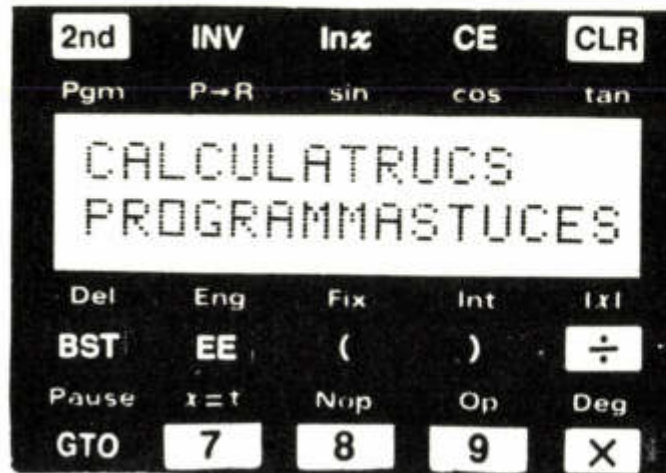 2nd INV lnx CE CLR
Pgm P→R sin cos tan
CALCULATRUCS
PROGRAMMASTUCES
Del Eng Fix Int |x|
BST EE ( ) ÷
Pause x=t Nop Op Deg
GTO 7 8 9 ×